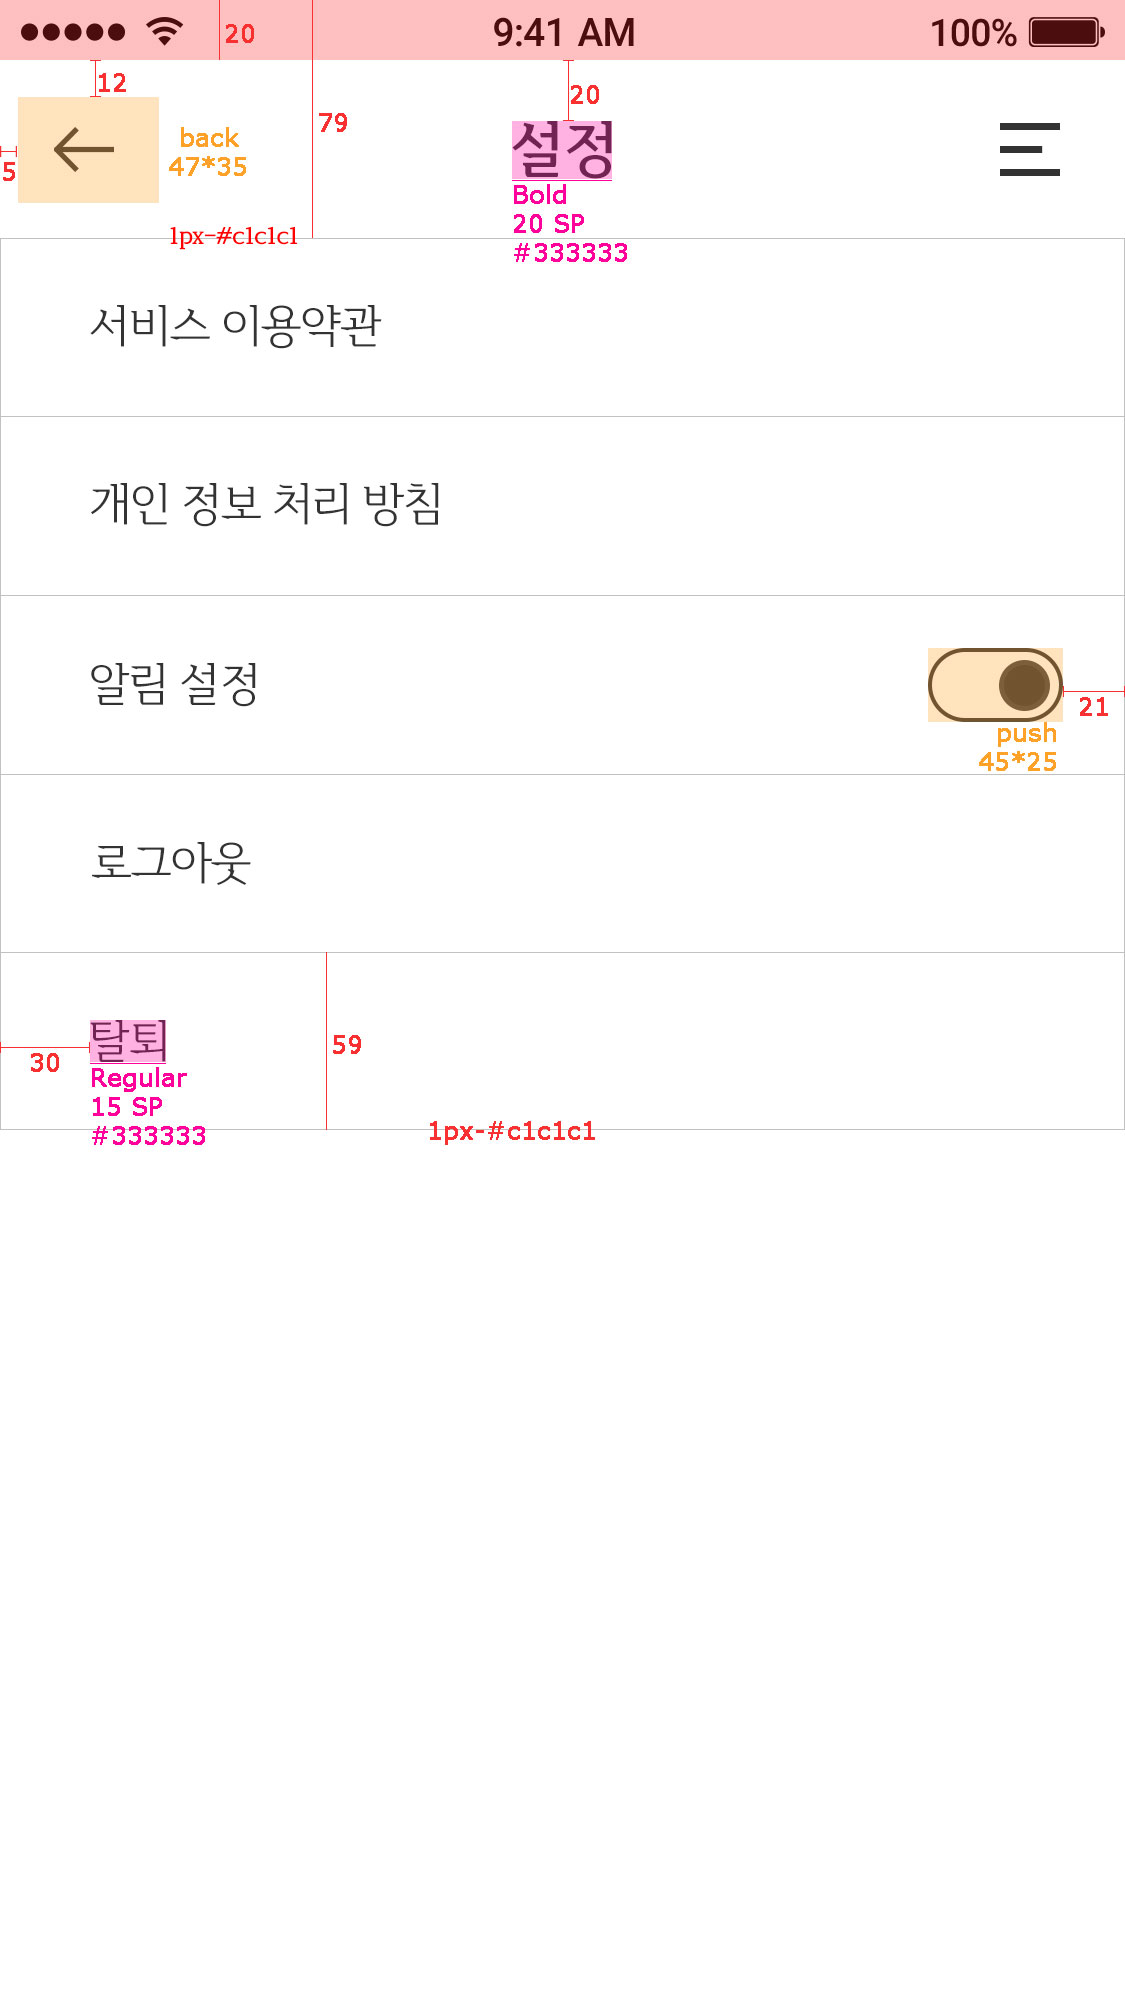 20
9:41 AM
100%
12
79
20
5
back
47*35
설정
Bold
20 SP
#333333
1px-#c1c1c1
서비스 이용약관
개인 정보 처리 방침
알림 설정
21
push
45*25
로그아웃
탈퇴
30
59
Regular
15 SP
#333333
1px-#c1c1c1